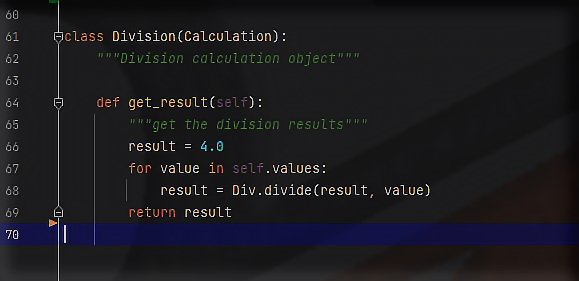 60
61 class Division(Calculation):
62 """Division calculation object"""
63
64 def get_result(self):
65 """get the division results"""
66 result = 4.0
67 for value in self.values:
68 result = Div.divide(result, value)
69 return result
70